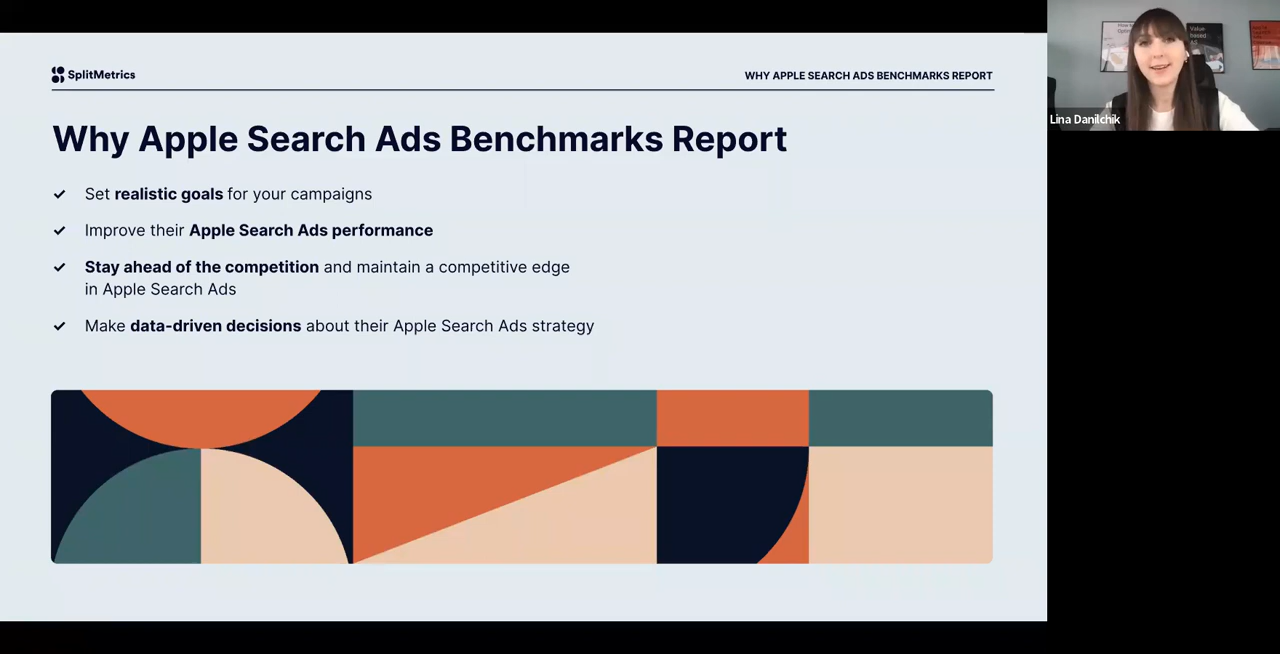 SplitMetrics
WHY APPLE SEARCH ADS BENCHMARKS REPORT
Why Apple Search Ads Benchmarks Report
Set realistic goals for your campaigns
Improve their Apple Search Ads performance
Stay ahead of the competition and maintain a competitive edge
in Apple Search Ads
Make data-driven decisions about their Apple Search Ads strategy
Value
based
Lina Danilchik